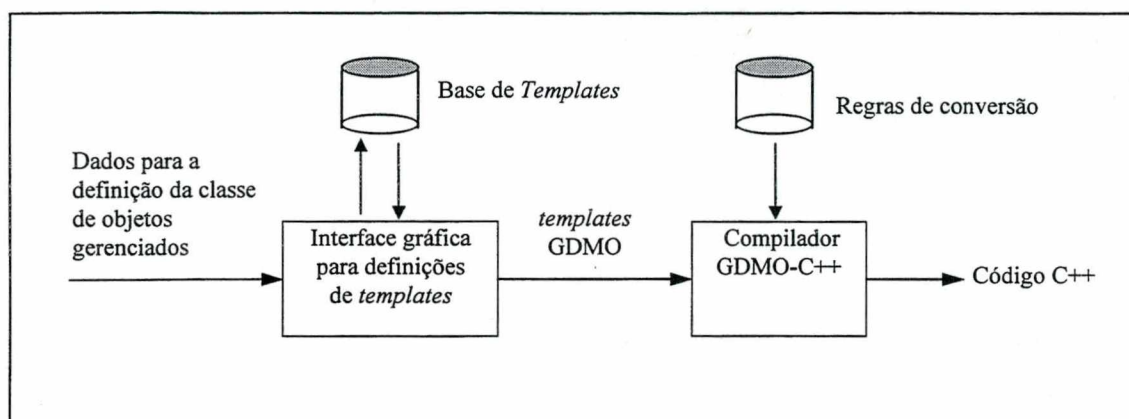 Base de Templates
Regras de conversão
Dados para a
definição da classe
de objetos
gerenciados
Interface gráfica
para definições
de templates
templates
GDMO
Compilador
GDMO-C++
Código C++